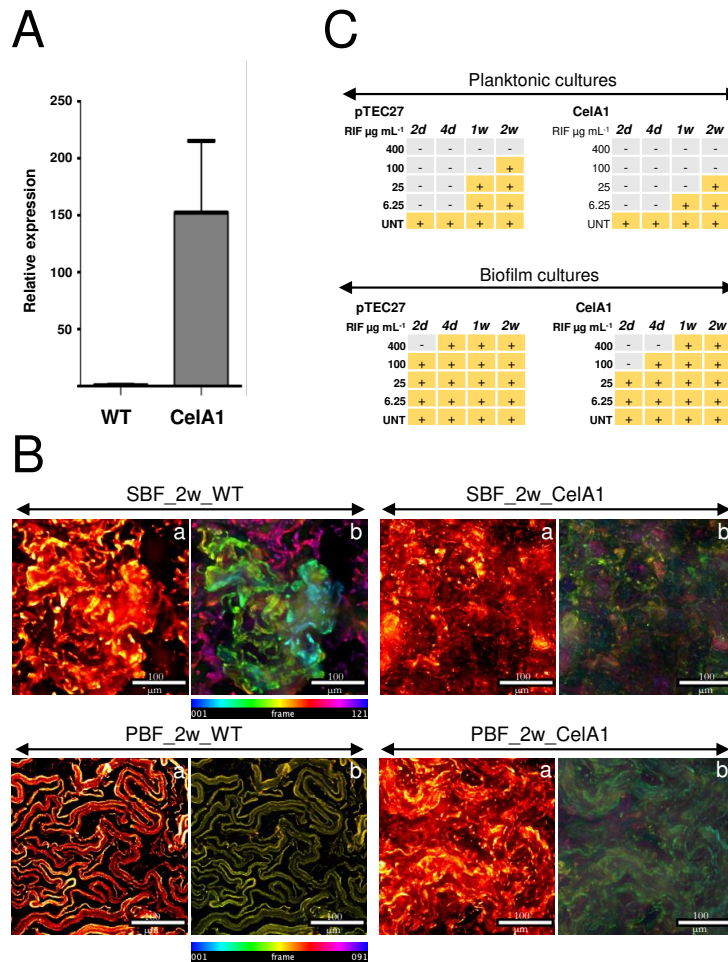 A
250
200
150
100
50
Relative expression
WT CelA1
C
Planktonic cultures
pTEC27
RIF µg mL-1 2d 4d 1w 2w
400 - - - -
100 - - - +
25 - - + +
6.25 - - + +
UNT + + + +
CelA1
RIF µg mL-1 2d 4d 1w 2w
400 - - - -
100 - - - -
25 - - - +
6.25 - - + +
UNT + + + +
Biofilm cultures
pTEC27
RIF µg mL-1 2d 4d 1w 2w
400 - + + +
100 + + + +
25 + + + +
6.25 + + + +
UNT + + + +
CelA1
RIF µg mL-1 2d 4d 1w 2w
400 - - + +
100 - + + +
25 + + + +
6.25 + + + +
UNT + + + +
B
SBF_2w_WT
a
100
µm
b
100
µm
001 frame 121
SBF_2w_CelA1
a
100
µm
b
100
µm
PBF_2w_WT
a
100
µm
b
100
µm
001 frame 091
PBF_2w_CelA1
a
100
µm
b
100
µm